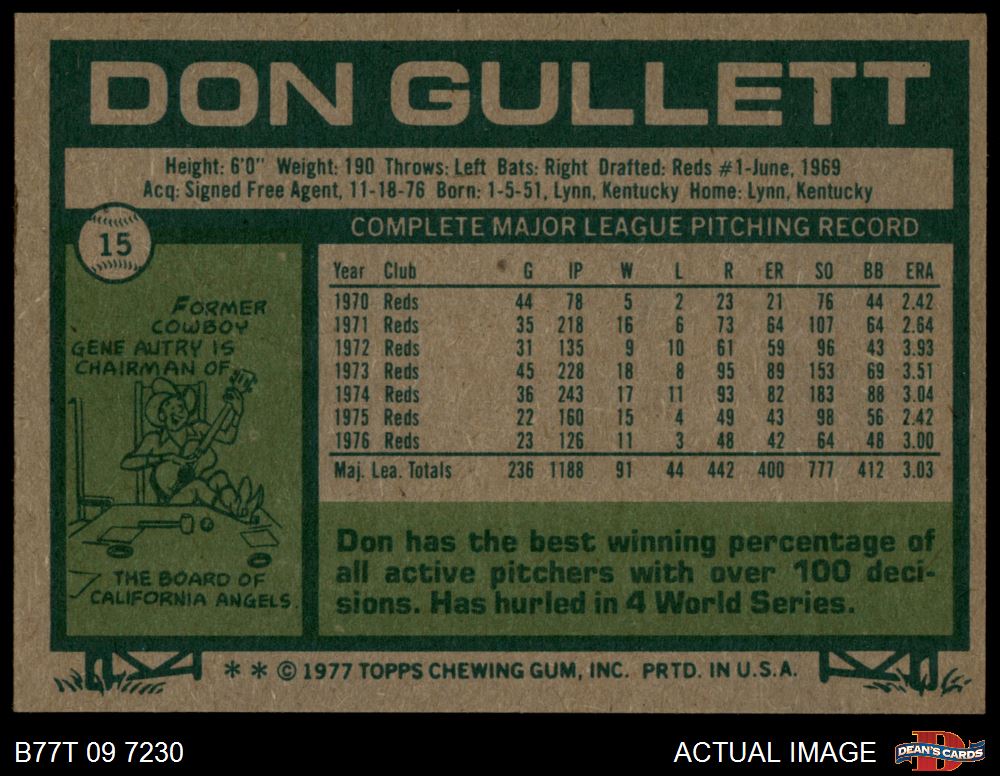 DON GULLETT
Height: 6'0" Weight: 190 Throws: Left Bats: Right Drafted: Reds #1-June, 1969
Acq: Signed Free Agent, 11-18-76 Born: 1-5-51, Lynn, Kentucky Home: Lynn, Kentucky
15
FORMER
COWBOY
GENE AUTRY IS
CHAIRMAN OF
THE BOARD OF
CALIFORNIA ANGELS.
COMPLETE MAJOR LEAGUE PITCHING RECORD
Year Club G IP W L R ER SO BB ERA
1970 Reds 44 78 5 2 23 21 76 44 2.42
1971 Reds 35 218 16 6 73 64 107 64 2.64
1972 Reds 31 135 9 10 61 59 96 43 3.93
1973 Reds 45 228 18 8 95 89 153 69 3.51
1974 Reds 36 243 17 11 93 82 183 88 3.04
1975 Reds 22 160 15 4 49 43 98 56 2.42
1976 Reds 23 126 11 3 48 42 64 48 3.00
Maj. Lea. Totals 236 1188 91 44 442 400 777 412 3.03
Don has the best winning percentage of
all active pitchers with over 100 deci-
sions. Has hurled in 4 World Series.
* * © 1977 TOPPS CHEWING GUM, INC. PRTD. IN U.S.A.
B77T 09 7230
ACTUAL IMAGE
DEAN'S CARDS